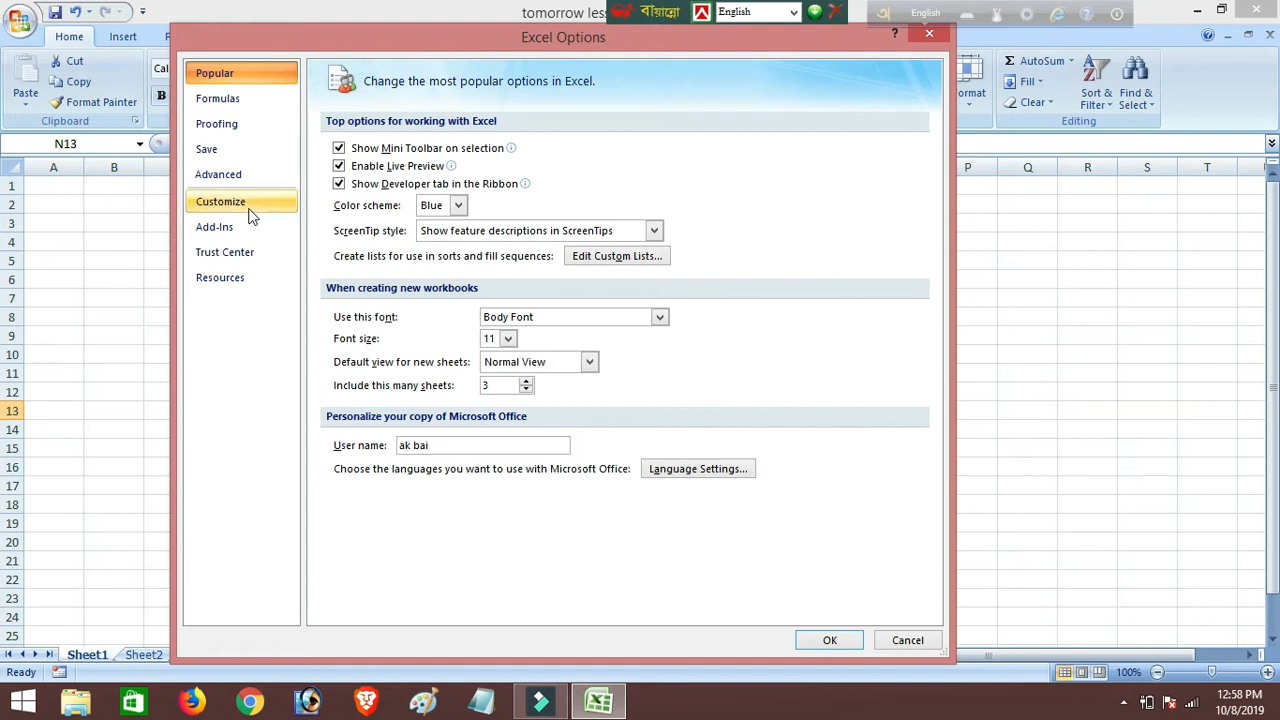 tomorrow less
বায়ান্নো
English
English
Excel Options
Home
Insert
P
Cut
Copy
Paste
Format Painter
Clipboard
Cal
B
Format
AutoSum
Fill
Clear
Sort &
Filter
Find &
Select
Editing
N13
A B P Q R S T
1
2
3
4
5
6
7
8
9
10
11
12
13
14
15
16
17
18
19
20
21
22
23
24
25
Popular
Formulas
Proofing
Save
Advanced
Customize
Add-Ins
Trust Center
Resources
Change the most popular options in Excel.
Top options for working with Excel
Show Mini Toolbar on selection
Enable Live Preview
Show Developer tab in the Ribbon
Color scheme: Blue
ScreenTip style: Show feature descriptions in ScreenTips
Create lists for use in sorts and fill sequences: Edit Custom Lists...
When creating new workbooks
Use this font: Body Font
Font size: 11
Default view for new sheets: Normal View
Include this many sheets: 3
Personalize your copy of Microsoft Office
User name: ak bai
Choose the languages you want to use with Microsoft Office: Language Settings...
OK Cancel
Sheet1 Sheet2
Ready
100%
12:58 PM
10/8/2019